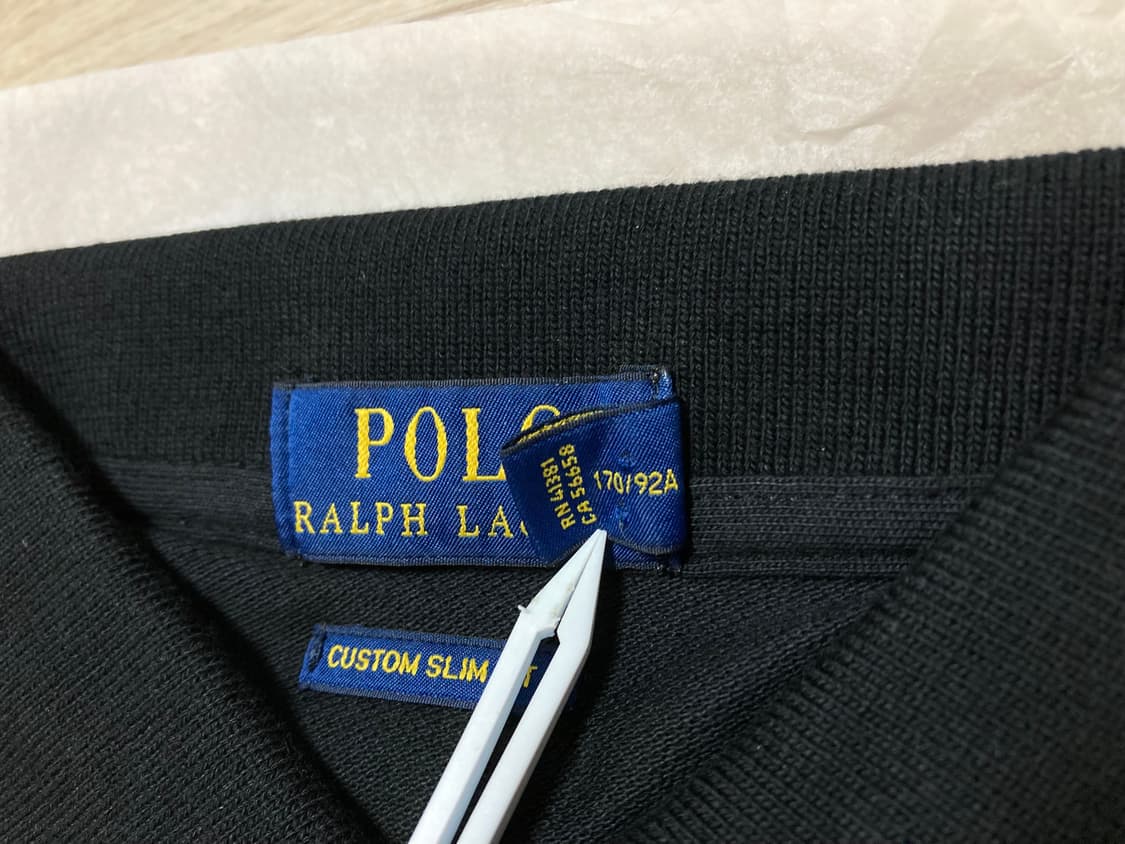 POLO
RALPH LA
RN 41381
CA 56658
170/92A
CUSTOM SLIM